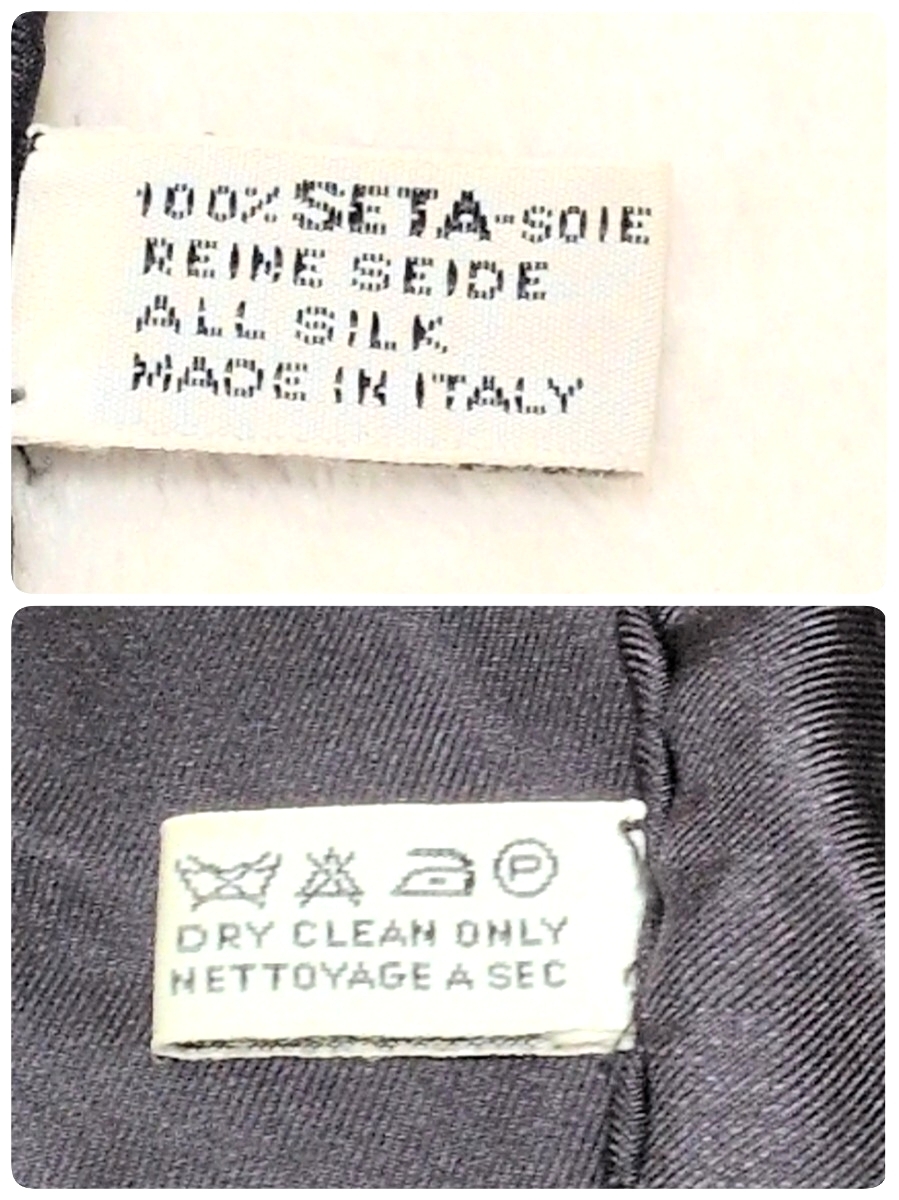 100% SETA-SOIE
REINE SEIDE
ALL SILK
MADE IN ITALY
P
DRY CLEAN ONLY
NETTOYAGE A SEC